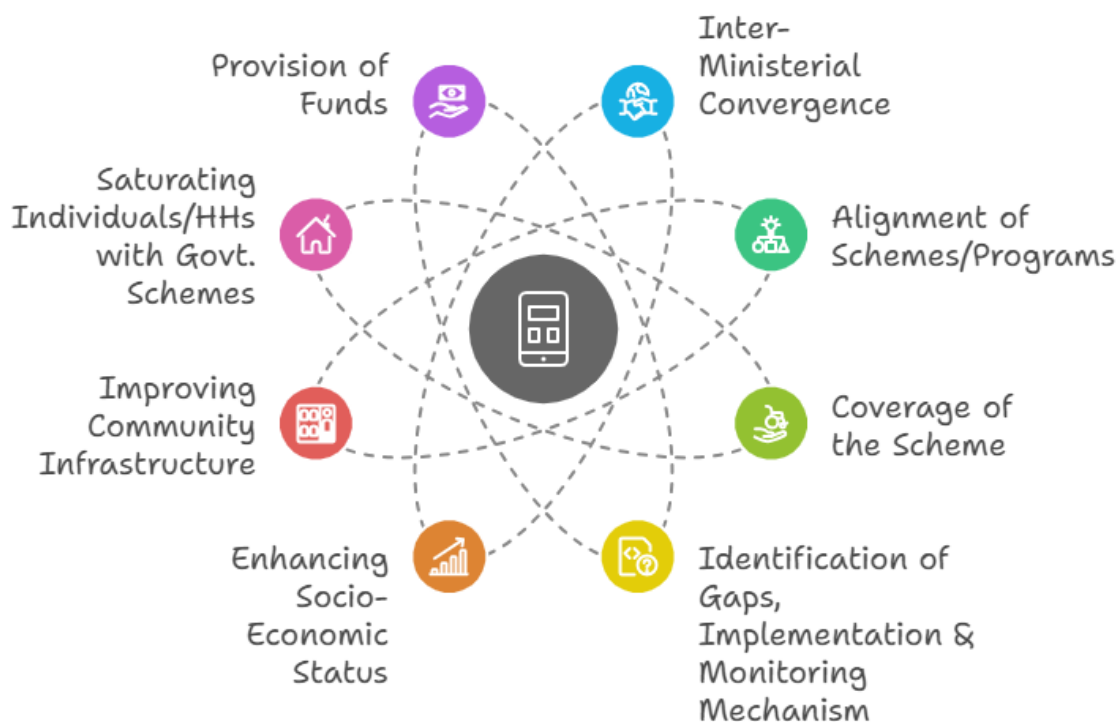 Provision of
Funds
Inter-
Ministerial
Convergence
Saturating
Individuals/HHs
with Govt.
Schemes
Alignment of
Schemes/Programs
Improving
Community
Infrastructure
Coverage of
the Scheme
Enhancing
Socio-
Economic
Status
Identification of
Gaps,
Implementation &
Monitoring
Mechanism